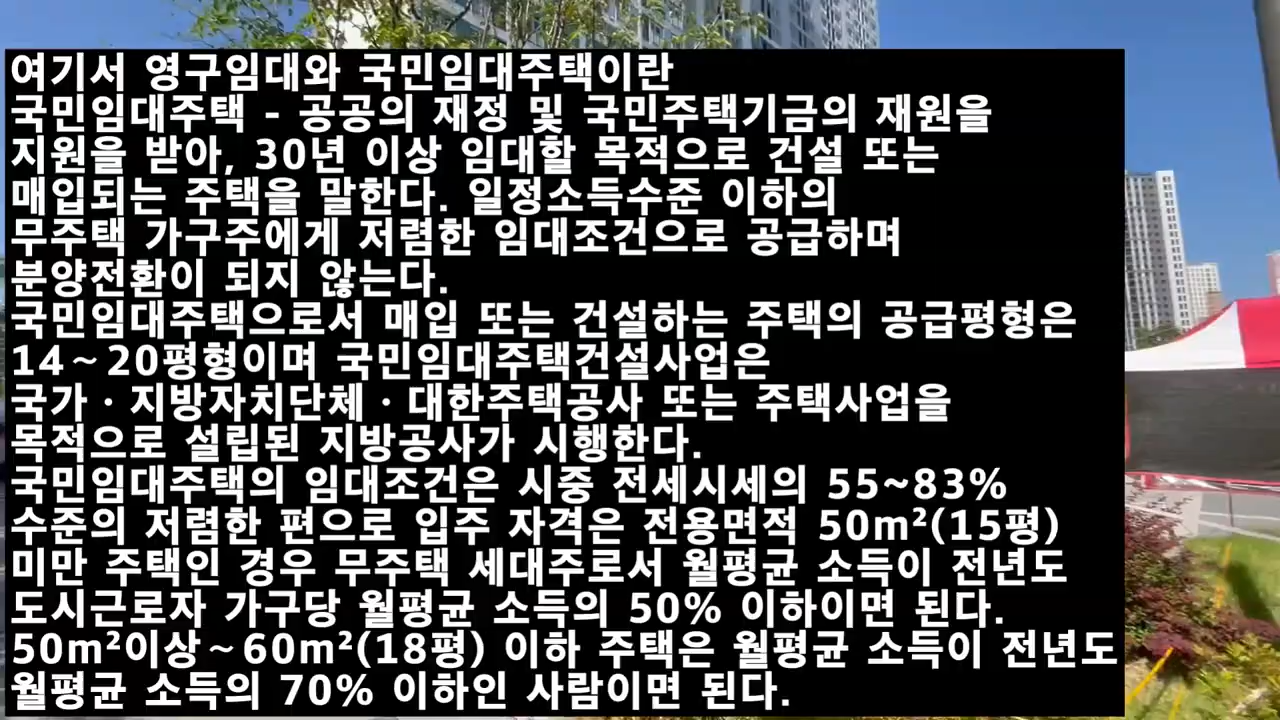 여기서 영구임대와 국민임대주택이란
국민임대주택 - 공공의 재정 및 국민주택기금의 재원을
지원을 받아, 30년 이상 임대할 목적으로 건설 또는
매입되는 주택을 말한다. 일정소득수준 이하의
무주택 가구주에게 저렴한 임대조건으로 공급하며
분양전환이 되지 않는다.
국민임대주택으로서 매입 또는 건설하는 주택의 공급평형은
14～20평형이며 국민임대주택건설사업은
국가·지방자치단체·대한주택공사 또는 주택사업을
목적으로 설립된 지방공사가 시행한다.
국민임대주택의 임대조건은 시중 전세시세의 55~83%
수준의 저렴한 편으로 입주 자격은 전용면적 50m²(15평)
미만 주택인 경우 무주택 세대주로서 월평균 소득이 전년도
도시근로자 가구당 월평균 소득의 50% 이하이면 된다.
50m²이상～60m²(18평) 이하 주택은 월평균 소득이 전년도
월평균 소득의 70% 이하인 사람이면 된다.